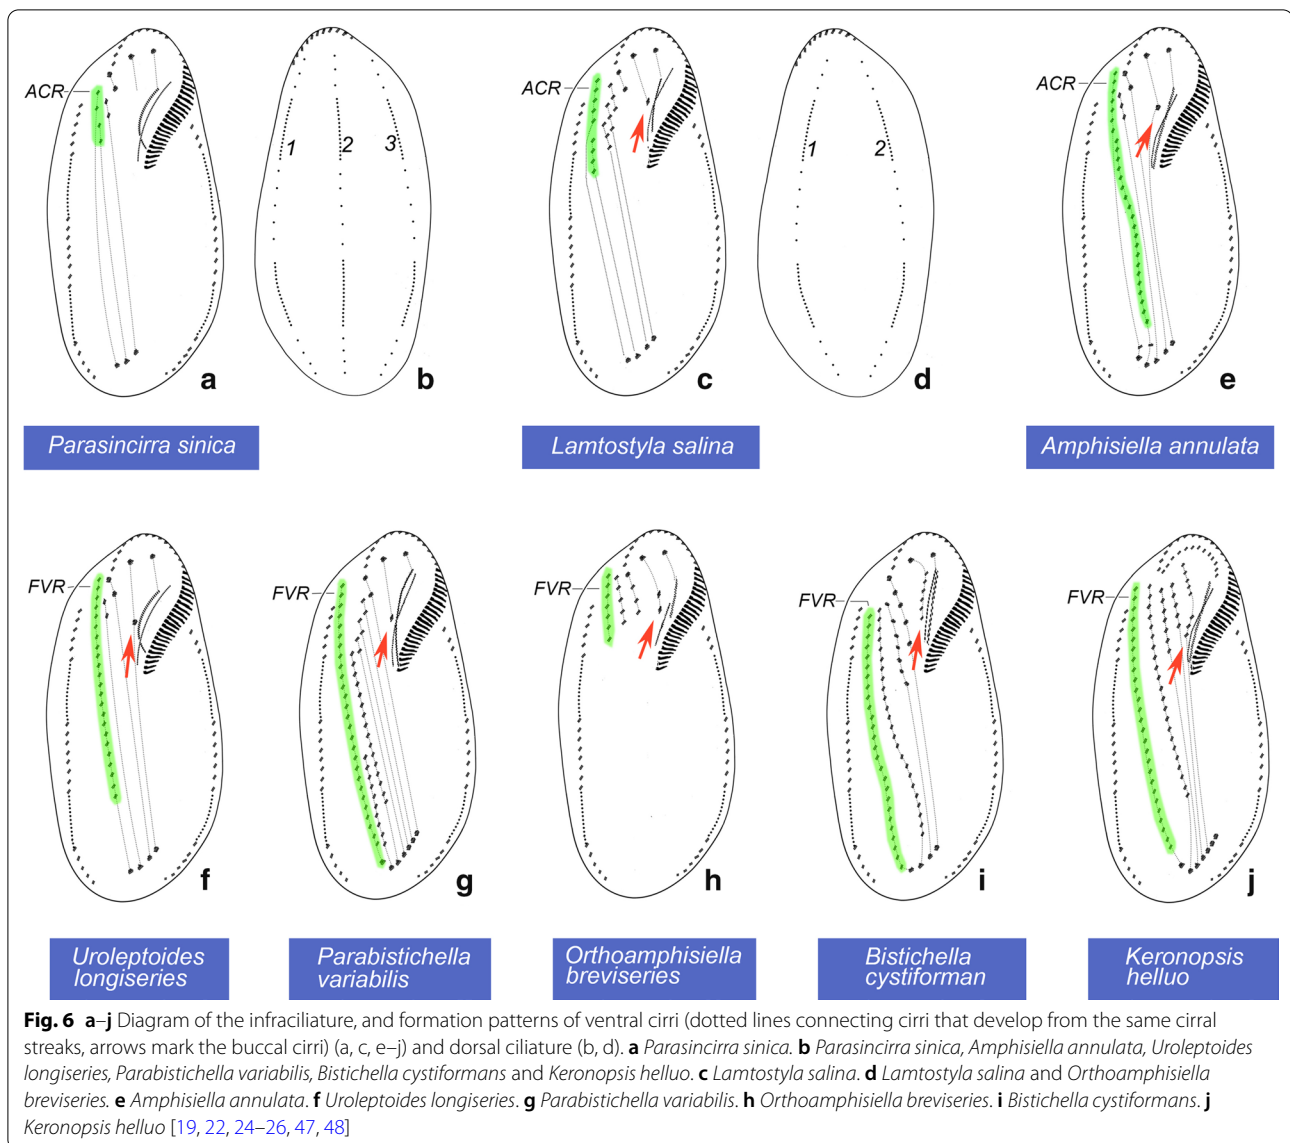 ACR
1
2
3
ACR
1
2
ACR
a
b
c
d
e
Parasincirra sinica
Lamtostyla salina
Amphisiella annulata
FVR
FVR
FVR
FVR
FVR
f
g
h
i
j
Uroleptoides
longiseries
Parabistichella
variabilis
Orthoamphisiella
breviseries
Bistichella
cystiforman
Keronopsis
helluo
Fig. 6 a–j Diagram of the infraciliature, and formation patterns of ventral cirri (dotted lines connecting cirri that develop from the same cirral
streaks, arrows mark the buccal cirri) (a, c, e–j) and dorsal ciliature (b, d). a Parasincirra sinica. b Parasincirra sinica, Amphisiella annulata, Uroleptoides
longiseries, Parabistichella variabilis, Bistichella cystiformans and Keronopsis helluo. c Lamtostyla salina. d Lamtostyla salina and Orthoamphisiella
breviseries. e Amphisiella annulata. f Uroleptoides longiseries. g Parabistichella variabilis. h Orthoamphisiella breviseries. i Bistichella cystiformans. j
Keronopsis helluo [19, 22, 24–26, 47, 48]